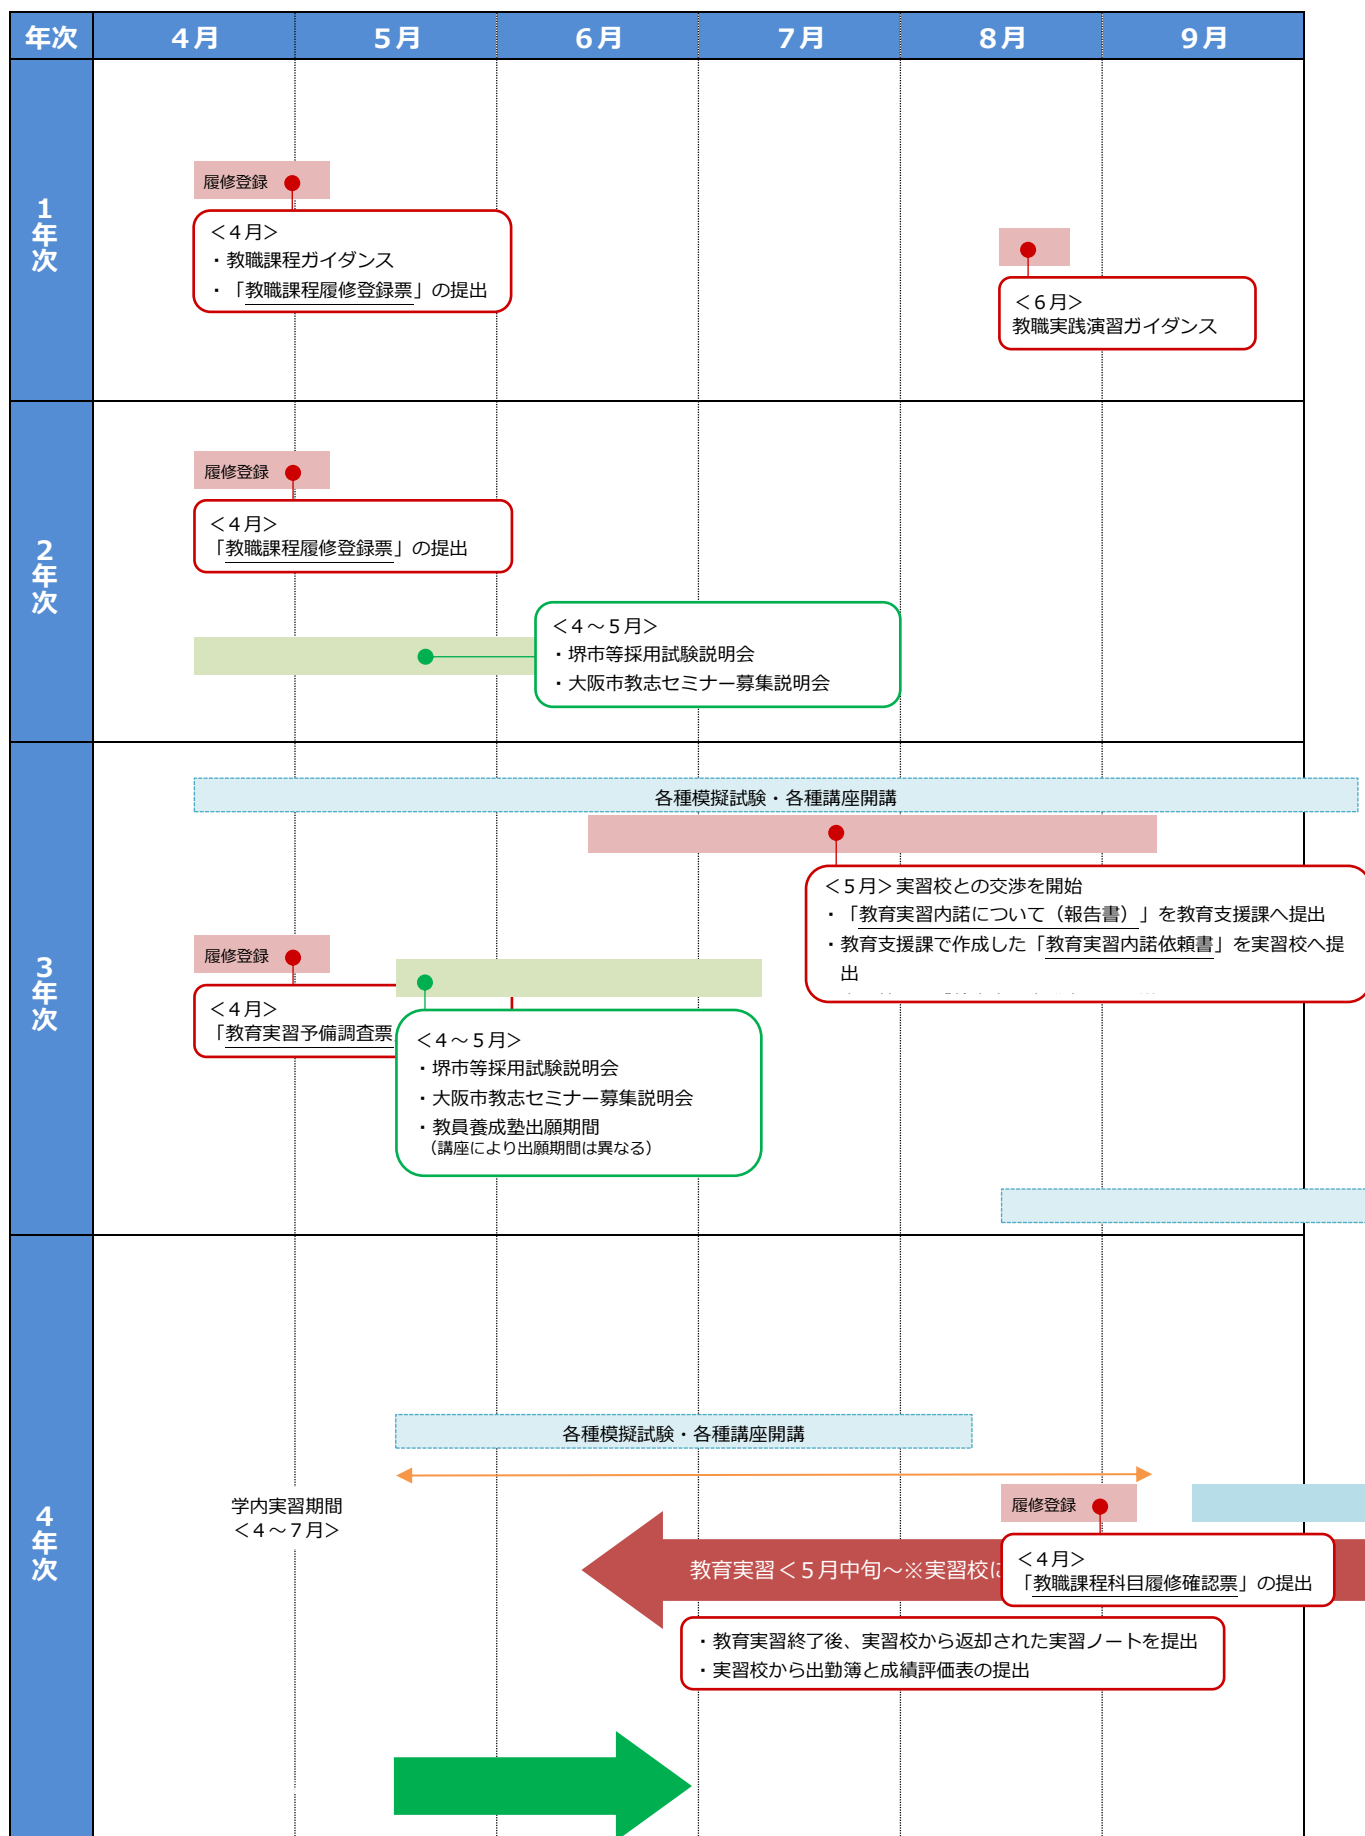 年次 4月 5月 6月 7月 8月 9月
1年次
履修登録
＜４月＞
・教職課程ガイダンス
・「教職課程履修登録票」の提出
＜６月＞
教職実践演習ガイダンス
2年次
履修登録
＜４月＞
「教職課程履修登録票」の提出
＜４～５月＞
・堺市等採用試験説明会
・大阪市教志セミナー募集説明会
3年次
各種模擬試験・各種講座開講
＜５月＞実習校との交渉を開始
・「教育実習内諾について（報告書）」を教育支援課へ提出
・教育支援課で作成した「教育実習内諾依頼書」を実習校へ提
出
履修登録
＜４月＞
「教育実習予備調査票
＜４～５月＞
・堺市等採用試験説明会
・大阪市教志セミナー募集説明会
・教員養成塾出願期間
（講座により出願期間は異なる）
4年次
各種模擬試験・各種講座開講
学内実習期間
＜４～７月＞
履修登録
＜４月＞
「教職課程科目履修確認票」の提出
教育実習＜５月中旬～※実習校に
・教育実習終了後、実習校から返却された実習ノートを提出
・実習校から出勤簿と成績評価表の提出